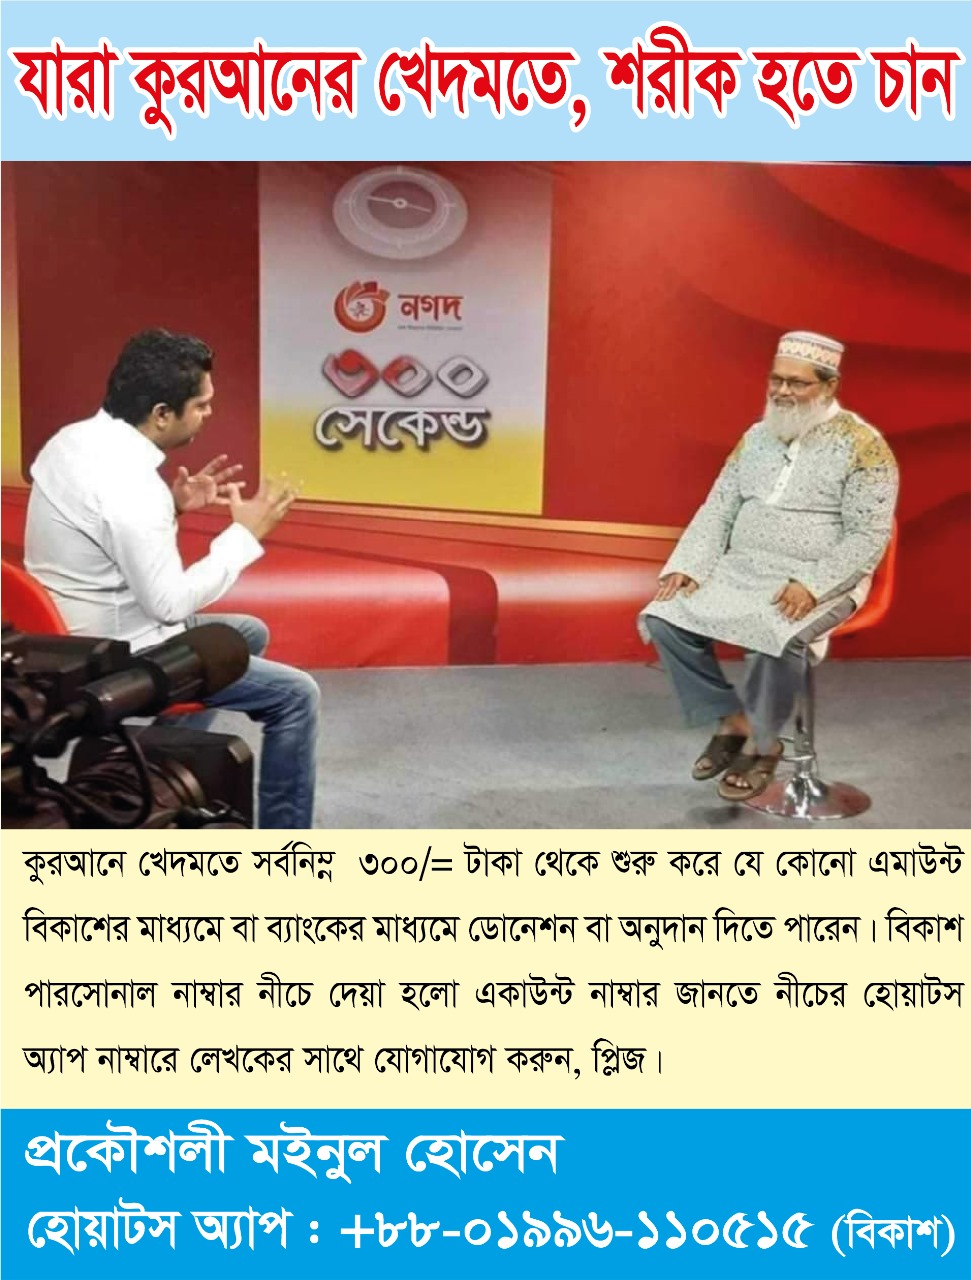 যারা কুরআনের খেদমতে, শরীক হতে চান
নগদ
৩০০
সেকেন্ড
কুরআনে খেদমতে সর্বনিম্ন ৩০০/= টাকা থেকে শুরু করে যে কোনো এমাউন্ট
বিকাশের মাধ্যমে বা ব্যাংকের মাধ্যমে ডোনেশন বা অনুদান দিতে পারেন। বিকাশ
পারসোনাল নাম্বার নীচে দেয়া হলো একাউন্ট নাম্বার জানতে নীচের হোয়াটস
অ্যাপ নাম্বারে লেখকের সাথে যোগাযোগ করুন, প্লিজ।
প্রকৌশলী মইনুল হোসেন
হোয়াটস অ্যাপ : +৮৮-০১৯৯৬-১১০৫১৫ (বিকাশ)